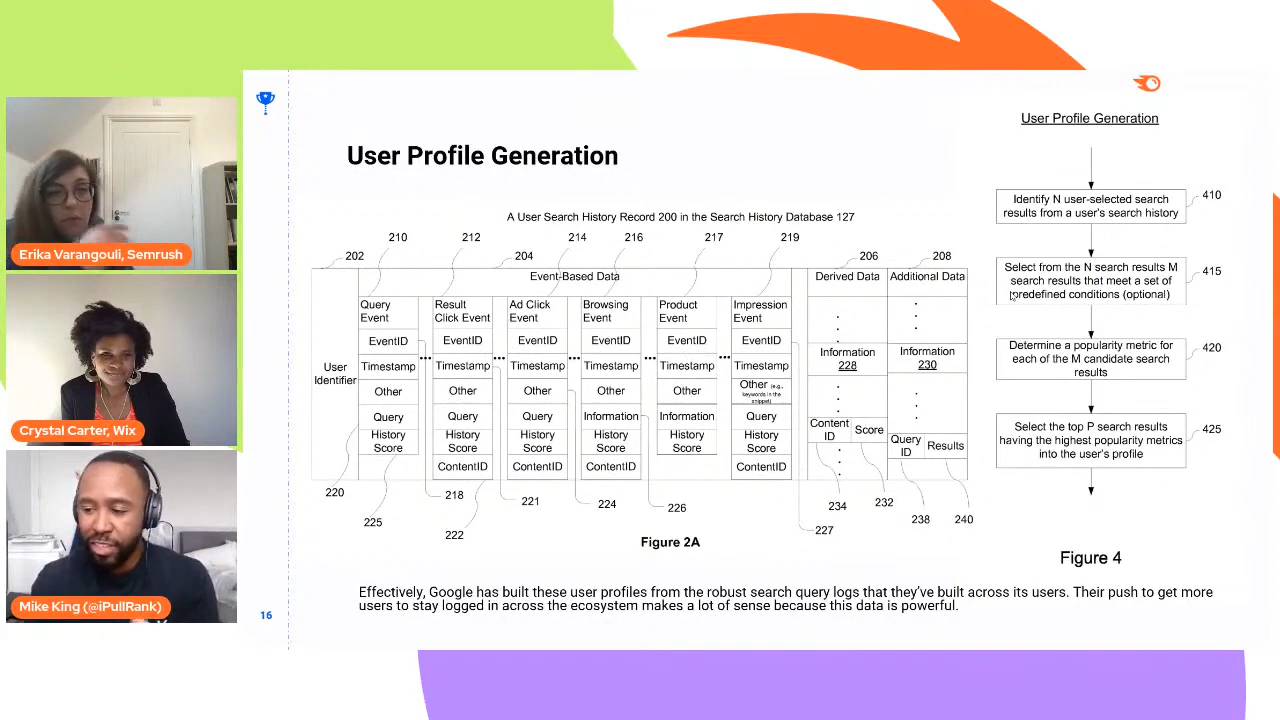 Erika Varangouli, Semrush
Crystal Carter, Wix
Mike King (@iPullRank)
16
User Profile Generation
A User Search History Record 200 in the Search History Database 127
210
212
214
216
217
219
202
204
206
208
Event-Based Data
Derived Data
Additional Data
User
Identifier
Query
Event
EventID
Timestamp
Other
Query
History
Score
Result
Click Event
EventID
Timestamp
Other
Query
History
Score
ContentID
Ad Click
Event
EventID
Timestamp
Other
Query
History
Score
ContentID
Browsing
Event
EventID
Timestamp
Other
Information
History
Score
ContentID
Product
Event
EventID
Timestamp
Other
Information
History
Score
Impression
Event
EventID
Timestamp
Other (e.g.,
keywords in the
snippet)
Query
History
Score
ContentID
Information
228
Content
ID
Score
Information
230
Query
ID
Results
220
225
218
222
221
224
226
227
234
232
238
240
Figure 2A
User Profile Generation
Identify N user-selected search
results from a user's search history
410
Select from the N search results M
search results that meet a set of
predefined conditions (optional)
415
Determine a popularity metric for
each of the M candidate search
results
420
Select the top P search results
having the highest popularity metrics
into the user's profile
425
Figure 4
Effectively, Google has built these user profiles from the robust search query logs that they've built across its users. Their push to get more
users to stay logged in across the ecosystem makes a lot of sense because this data is powerful.